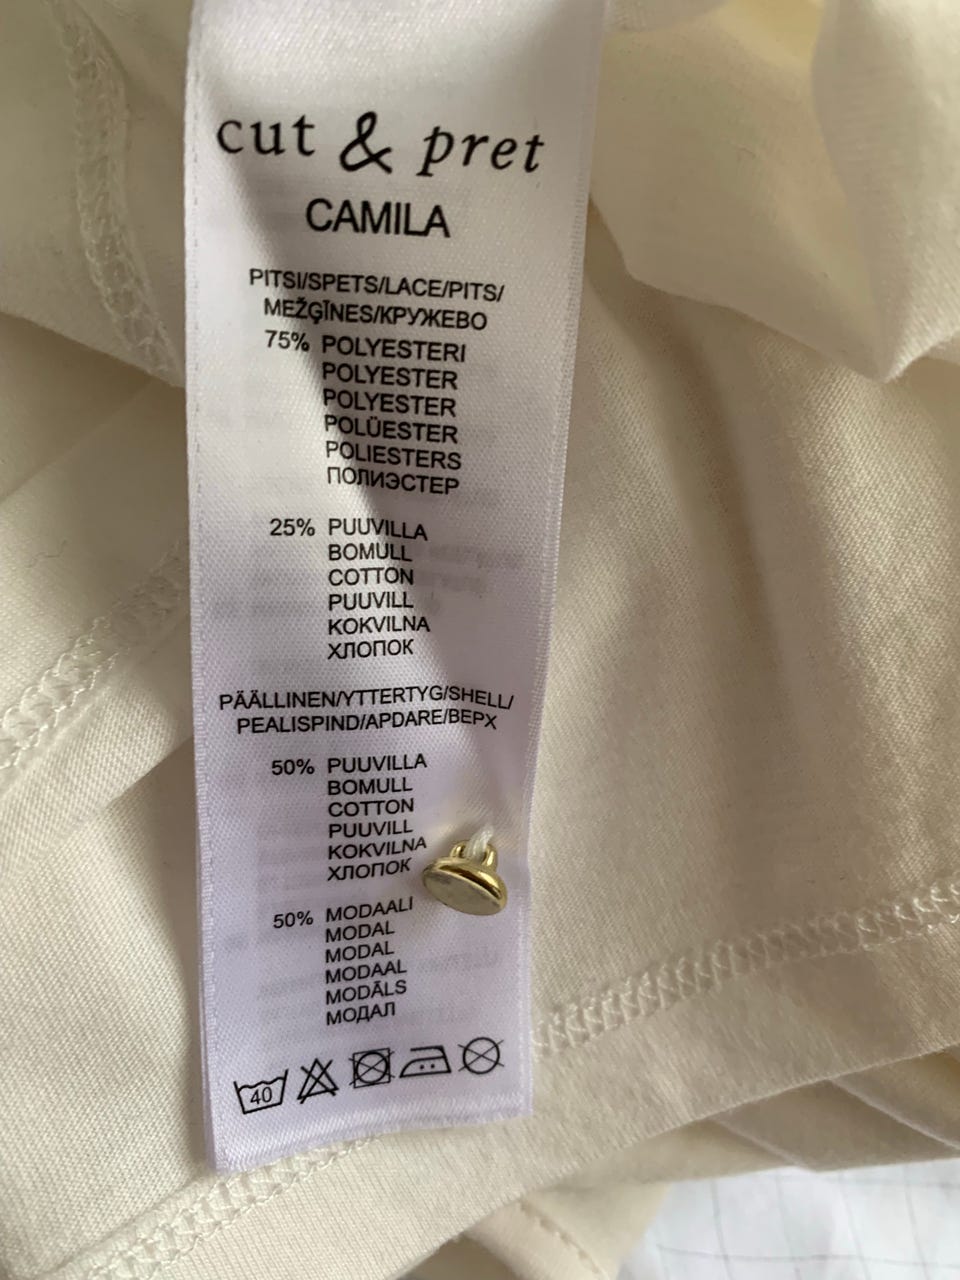 cut & pret
CAMILA
PITSI/SPETS/LACE/PITS/
MEŽĢĪNES/КРУЖЕВО
75% POLYESTERI
POLYESTER
POLYESTER
POLÜESTER
POLIESTERS
ПОЛИЭСТЕР
25% PUUVILLA
BOMULL
COTTON
PUUVILL
KOKVILNA
ХЛОПОК
PÄÄLLINEN/YTTERTYG/SHELL/
PEALISPIND/APDARE/ВЕРХ
50% PUUVILLA
BOMULL
COTTON
PUUVILL
KOKVILNA
ХЛОПОК
50% MODAALI
MODAL
MODAL
MODAAL
MODĀLS
МОДАЛ
40